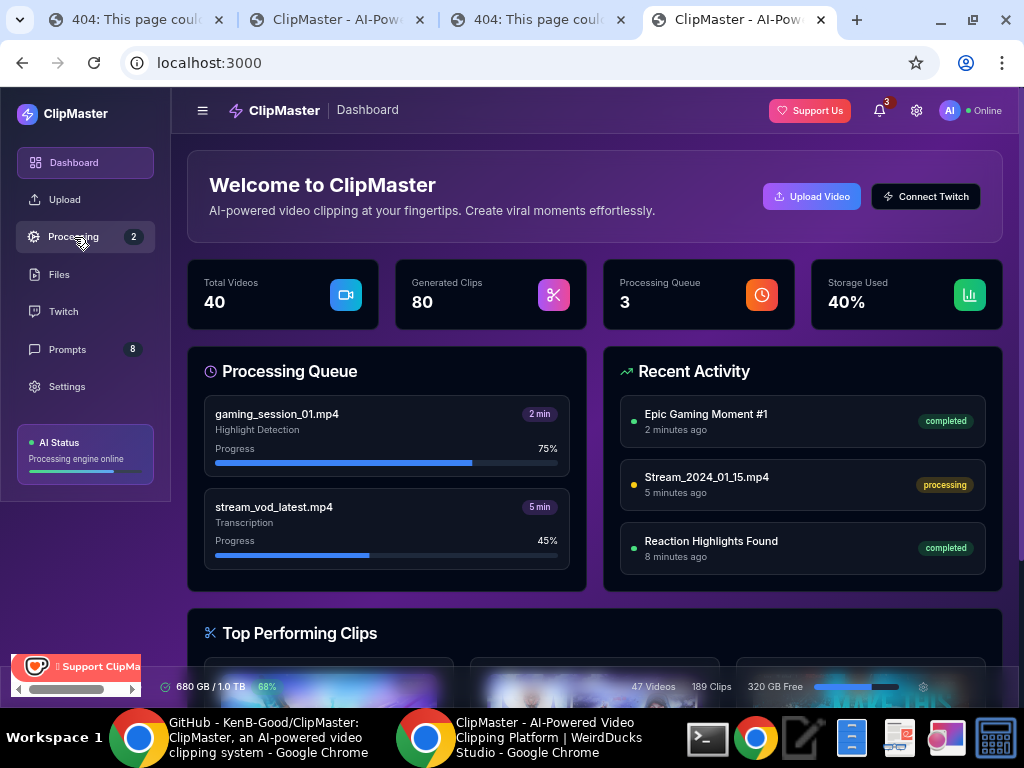 404: This page coul
ClipMaster - AI-Pow
404: This page coul
ClipMaster - AI-Pow
localhost:3000
ClipMaster
ClipMaster
Dashboard
Support Us
3
AI
Online
Dashboard
Upload
Processing
2
Files
Twitch
Prompts
8
Settings
AI Status
Processing engine online
Welcome to ClipMaster
AI-powered video clipping at your fingertips. Create viral moments effortlessly.
Upload Video
Connect Twitch
Total Videos
40
Generated Clips
80
Processing Queue
3
Storage Used
40%
Processing Queue
gaming_session_01.mp4
2 min
Highlight Detection
Progress
75%
stream_vod_latest.mp4
5 min
Transcription
Progress
45%
Recent Activity
Epic Gaming Moment #1
2 minutes ago
completed
Stream_2024_01_15.mp4
5 minutes ago
processing
Reaction Highlights Found
8 minutes ago
completed
Top Performing Clips
Support ClipMa
680 GB / 1.0 TB
68%
47 Videos
189 Clips
320 GB Free
Workspace 1
GitHub - KenB-Good/ClipMaster:
ClipMaster, an AI-powered video
clipping system - Google Chrome
ClipMaster - AI-Powered Video
Clipping Platform | WeirdDucks
Studio - Google Chrome